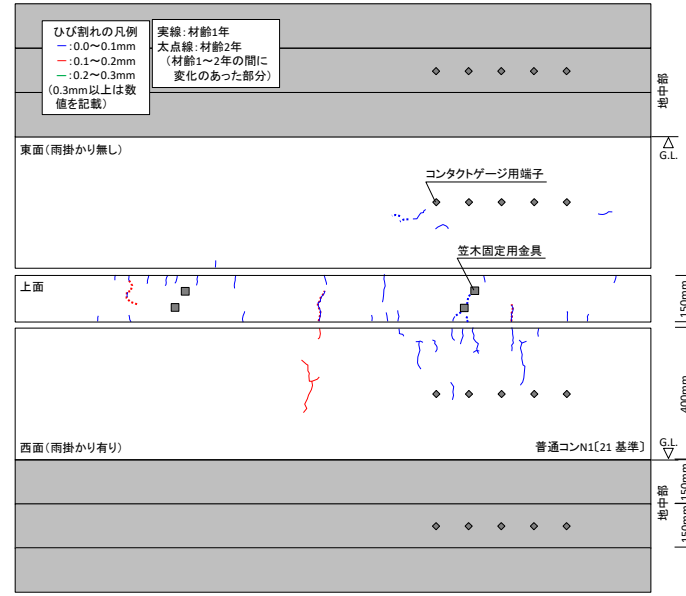 ひび割れの凡例
:0.0～0.1mm
:0.1～0.2mm
:0.2～0.3mm
(0.3mm以上は数
値を記載)
実線:材齢1年
太点線:材齢2年
(材齢1～2年の間に
変化のあった部分)
地中部
G.L.
東面(雨掛かり無し)
コンタクトゲージ用端子
笠木固定用金具
上面
150mm
400mm
西面(雨掛かり有り)
普通コンN1[21 基準]
G.L.
地中部
150mm
150mm